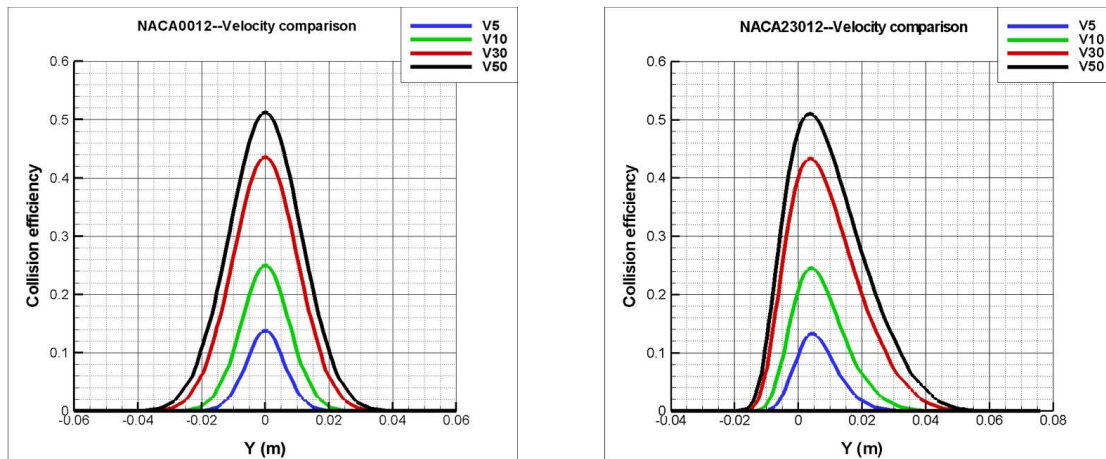 NACA0012--Velocity comparison
V5
V10
V30
V50
0.6
0.5
0.4
0.3
0.2
0.1
0
Collision efficiency
-0.06
-0.04
-0.02
0
0.02
0.04
0.06
Y (m)
NACA23012--Velocity comparison
V5
V10
V30
V50
0.6
0.5
0.4
0.3
0.2
0.1
0
Collision efficiency
-0.04
-0.02
0
0.02
0.04
0.06
0.08
Y (m)